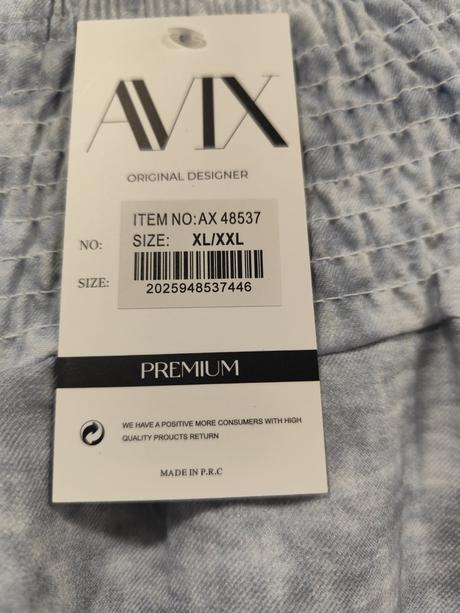 AVIX
ORIGINAL DESIGNER
ITEM NO: AX 48537
NO:
SIZE: XL/XXL
SIZE:
2025948537446
PREMIUM
WE HAVE A POSITIVE MORE CONSUMERS WITH HIGH
QUALITY PROUCTS RETURN
MADE IN P.R.C